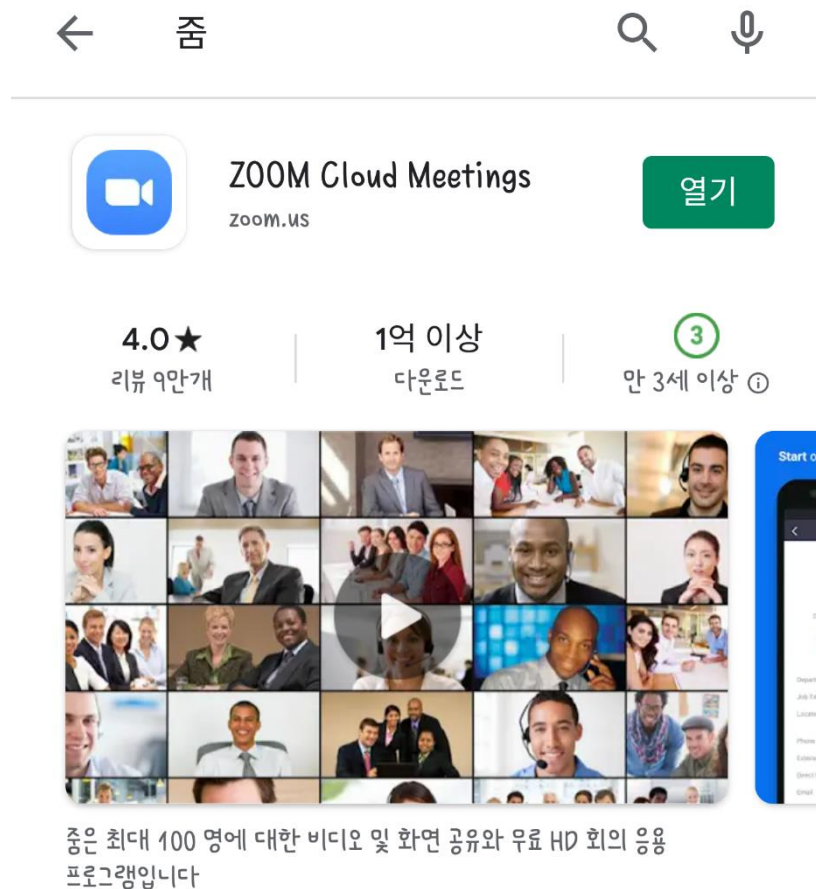 줌
ZOOM Cloud Meetings
zoom.us
열기
4.0★
리뷰 9만개
1억 이상
다운로드
3
만 3세 이상
Start
줌은 최대 100 명에 대한 비디오 및 화면 공유와 무료 HD 회의 응용
프로그램입니다